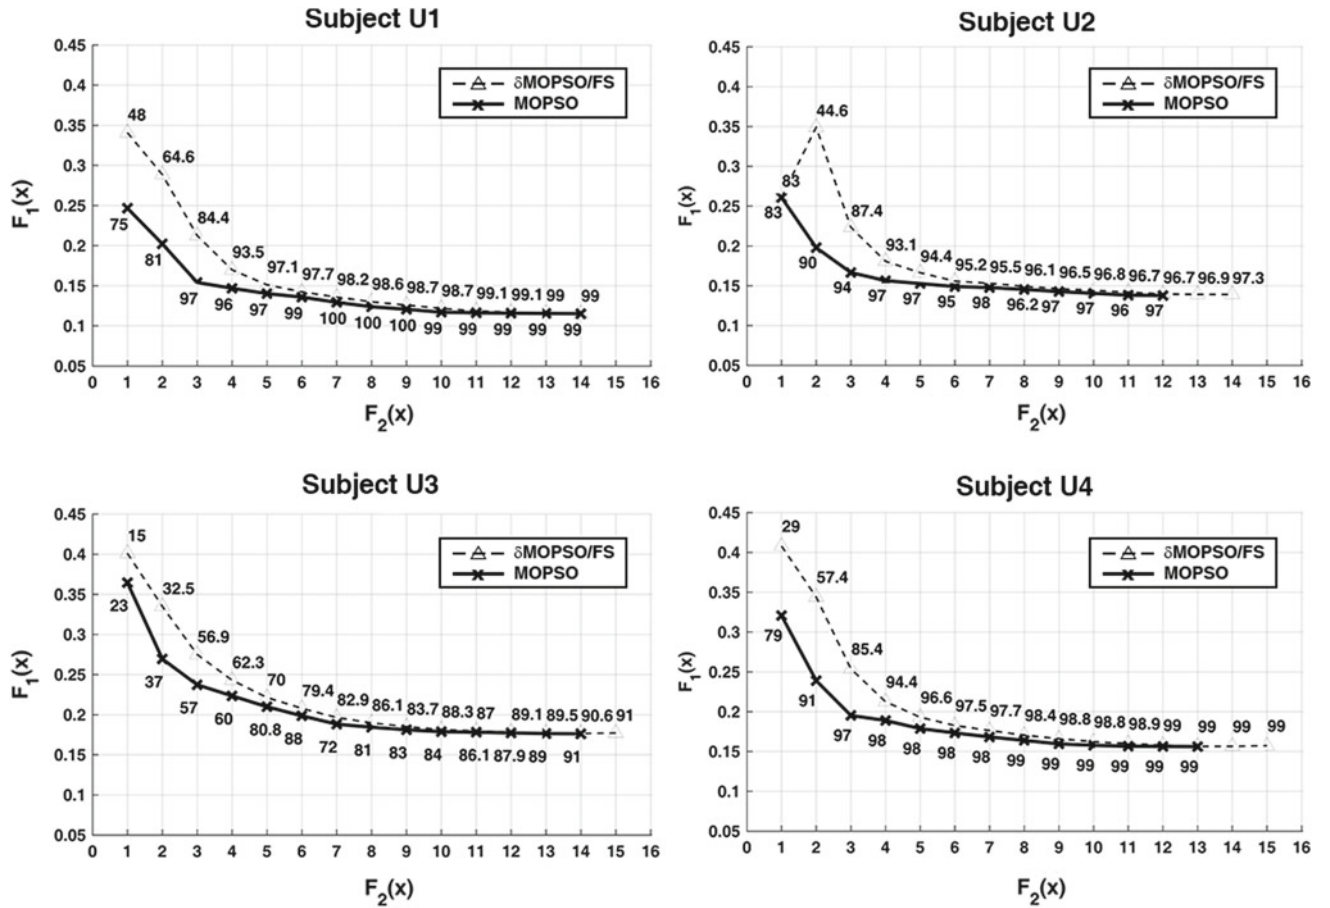 Subject U1
0.45
0.4
0.35
0.3
0.25
0.2
0.15
0.1
0.05
F1(x)
δMOPSO/FS
MOPSO
48
64.6
84.4
93.5
97.1 97.7 98.2 98.6 98.7 98.7 99.1 99.1 99 99
75
81
97 96 97 99 100 100 100 99 99 99 99 99
0 1 2 3 4 5 6 7 8 9 10 11 12 13 14 15 16
F2(x)
Subject U2
0.45
0.4
0.35
0.3
0.25
0.2
0.15
0.1
0.05
F1(x)
δMOPSO/FS
MOPSO
83
44.6
87.4
93.1
94.4 95.2 95.5 96.1 96.5 96.8 96.7 96.7 96.9 97.3
83
90
94 97 97 95 98 96.2 97 97 96 97
0 1 2 3 4 5 6 7 8 9 10 11 12 13 14 15 16
F2(x)
Subject U3
0.45
0.4
0.35
0.3
0.25
0.2
0.15
0.1
0.05
F1(x)
δMOPSO/FS
MOPSO
15
32.5
56.9
62.3
70
79.4
82.9 86.1 83.7 88.3 87 89.1 89.5 90.6 91
23
37
57
60
80.8 88 72 81 83 84 86.1 87.9 89 91
0 1 2 3 4 5 6 7 8 9 10 11 12 13 14 15 16
F2(x)
Subject U4
0.45
0.4
0.35
0.3
0.25
0.2
0.15
0.1
0.05
F1(x)
δMOPSO/FS
MOPSO
29
57.4
85.4
94.4
96.6 97.5 97.7 98.4 98.8 98.8 98.9 99 99 99 99
79
91
97 98 98 98 98 99 99 99 99 99 99
0 1 2 3 4 5 6 7 8 9 10 11 12 13 14 15 16
F2(x)